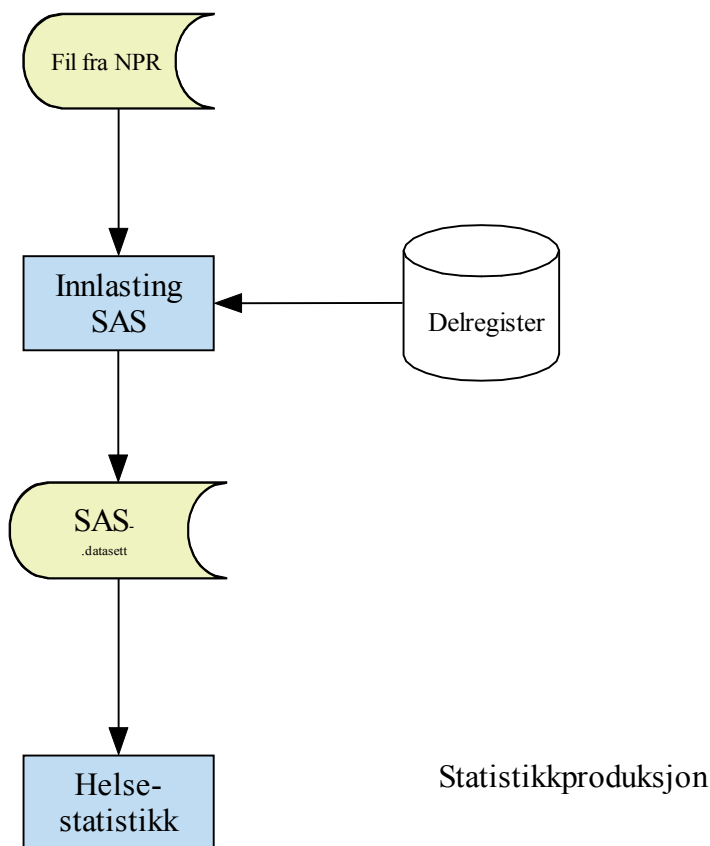 Fil fra NPR
Innlasting
SAS
Delregister
SAS-
.datasett
Helse-
statistikk
Statistikkproduksjon